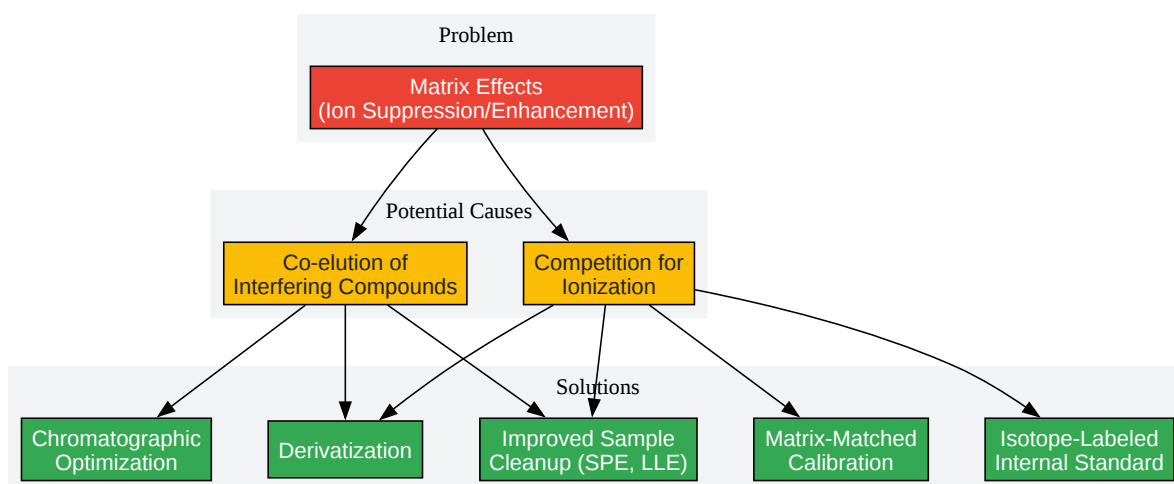 Problem
Matrix Effects
(Ion Suppression/Enhancement)
Potential Causes
Co-elution of
Interfering Compounds
Competition for
Ionization
Solutions
Chromatographic
Optimization
Derivatization
Improved Sample
Cleanup (SPE, LLE)
Matrix-Matched
Calibration
Isotope-Labeled
Internal Standard